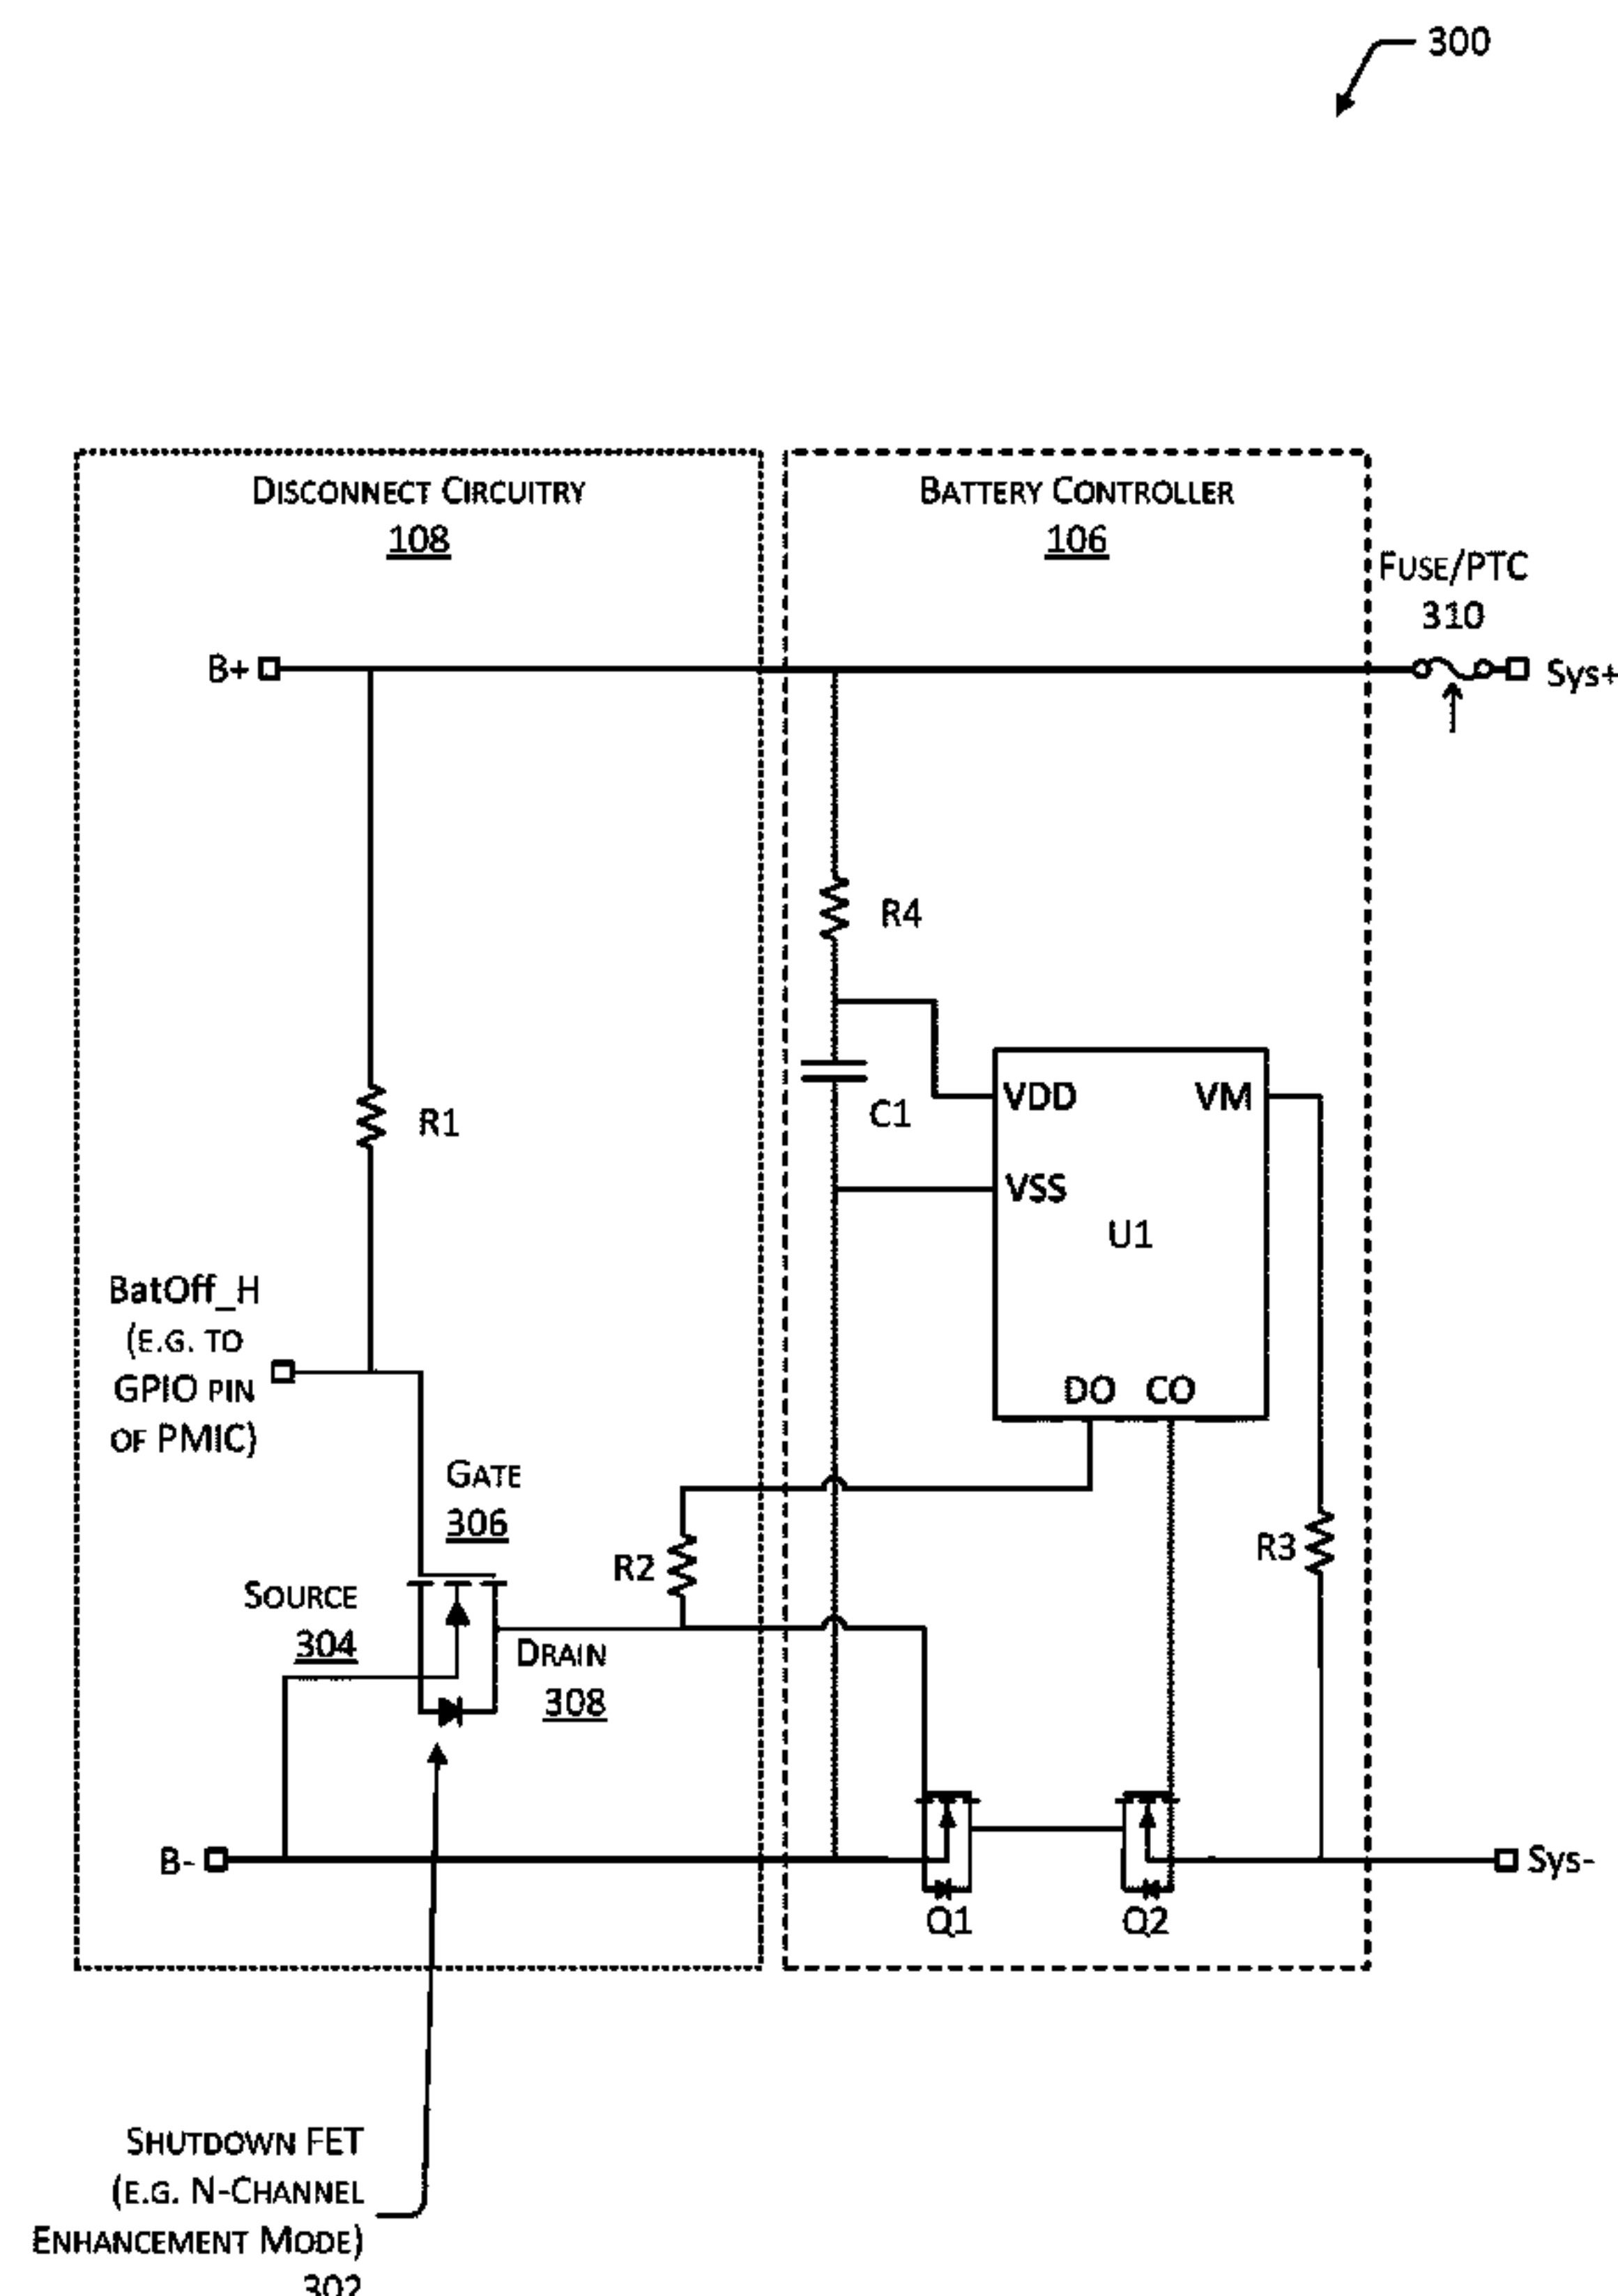 300
DISCONNECT CIRCUITRY
108
BATTERY CONTROLLER
106
FUSE/PTC
310
B+
Sys+
R4
R1
C1
VDD
VM
VSS
U1
BatOff_H
(E.G. TO
GPIO PIN
OF PMIC)
DO CO
GATE
306
R2
R3
SOURCE
304
DRAIN
308
B-
Sys-
Q1
Q2
SHUTDOWN FET
(E.G. N-CHANNEL
ENHANCEMENT MODE)
302